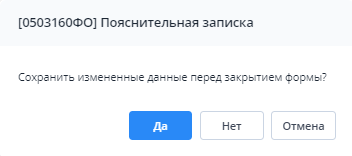 [0503160ФО] Пояснительная записка
Сохранить измененные данные перед закрытием формы?
Да
Нет
Отмена